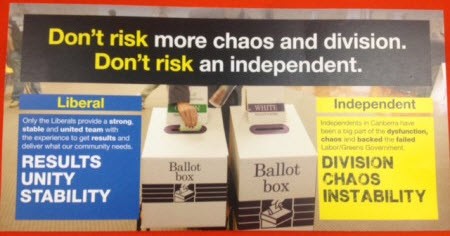 Don't risk more chaos and division.
Don't risk an independent.
Liberal
Only the Liberals provide a strong,
stable and united team with
the experience to get results and
deliver what our community needs.
RESULTS
UNITY
STABILITY
WHITE
Ballot
box
Ballot
box
Independent
Independents in Canberra have
been a big part of the dysfunction,
chaos and backed the failed
Labor/Greens Government.
DIVISION
CHAOS
INSTABILITY